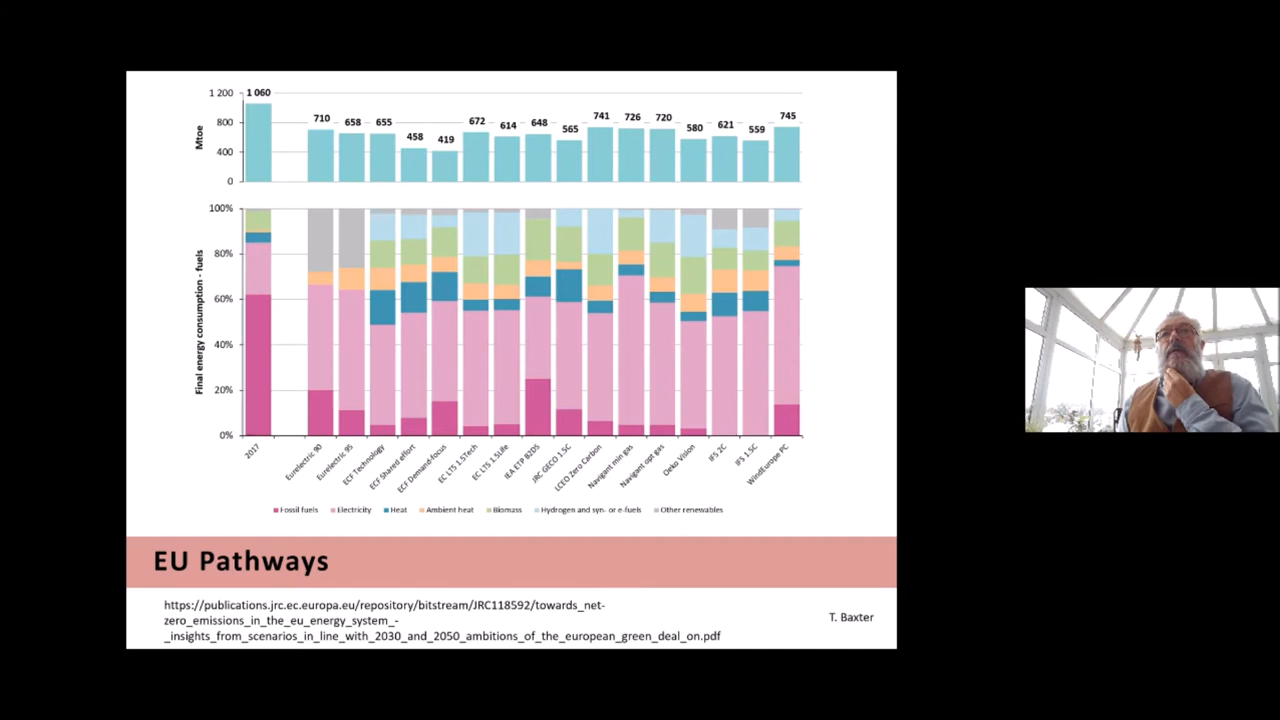 1 200
800
400
0
Mtoe
1 060
710
658
655
458
419
672
614
648
565
741
726
720
580
621
559
745
100%
80%
60%
40%
20%
0%
Final energy consumption - fuels
2017
Eurelectric 90
Eurelectric 95
ECF Technology
ECF Shared effort
ECF Demand-focus
EC LTS 1.5Tech
EC LTS 1.5Life
IEA ETP B2DS
JRC GECO 1.5C
LCEO Zero Carbon
Navigant min gas
Navigant opt gas
Oeko Vision
IFS 2C
IFS 1.5C
WindEurope PC
Fossil fuels Electricity Heat Ambient heat Biomass Hydrogen and syn- or e-fuels Other renewables
EU Pathways
https://publications.jrc.ec.europa.eu/repository/bitstream/JRC118592/towards_net-
zero_emissions_in_the_eu_energy_system_-
_insights_from_scenarios_in_line_with_2030_and_2050_ambitions_of_the_european_green_deal_on.pdf
T. Baxter